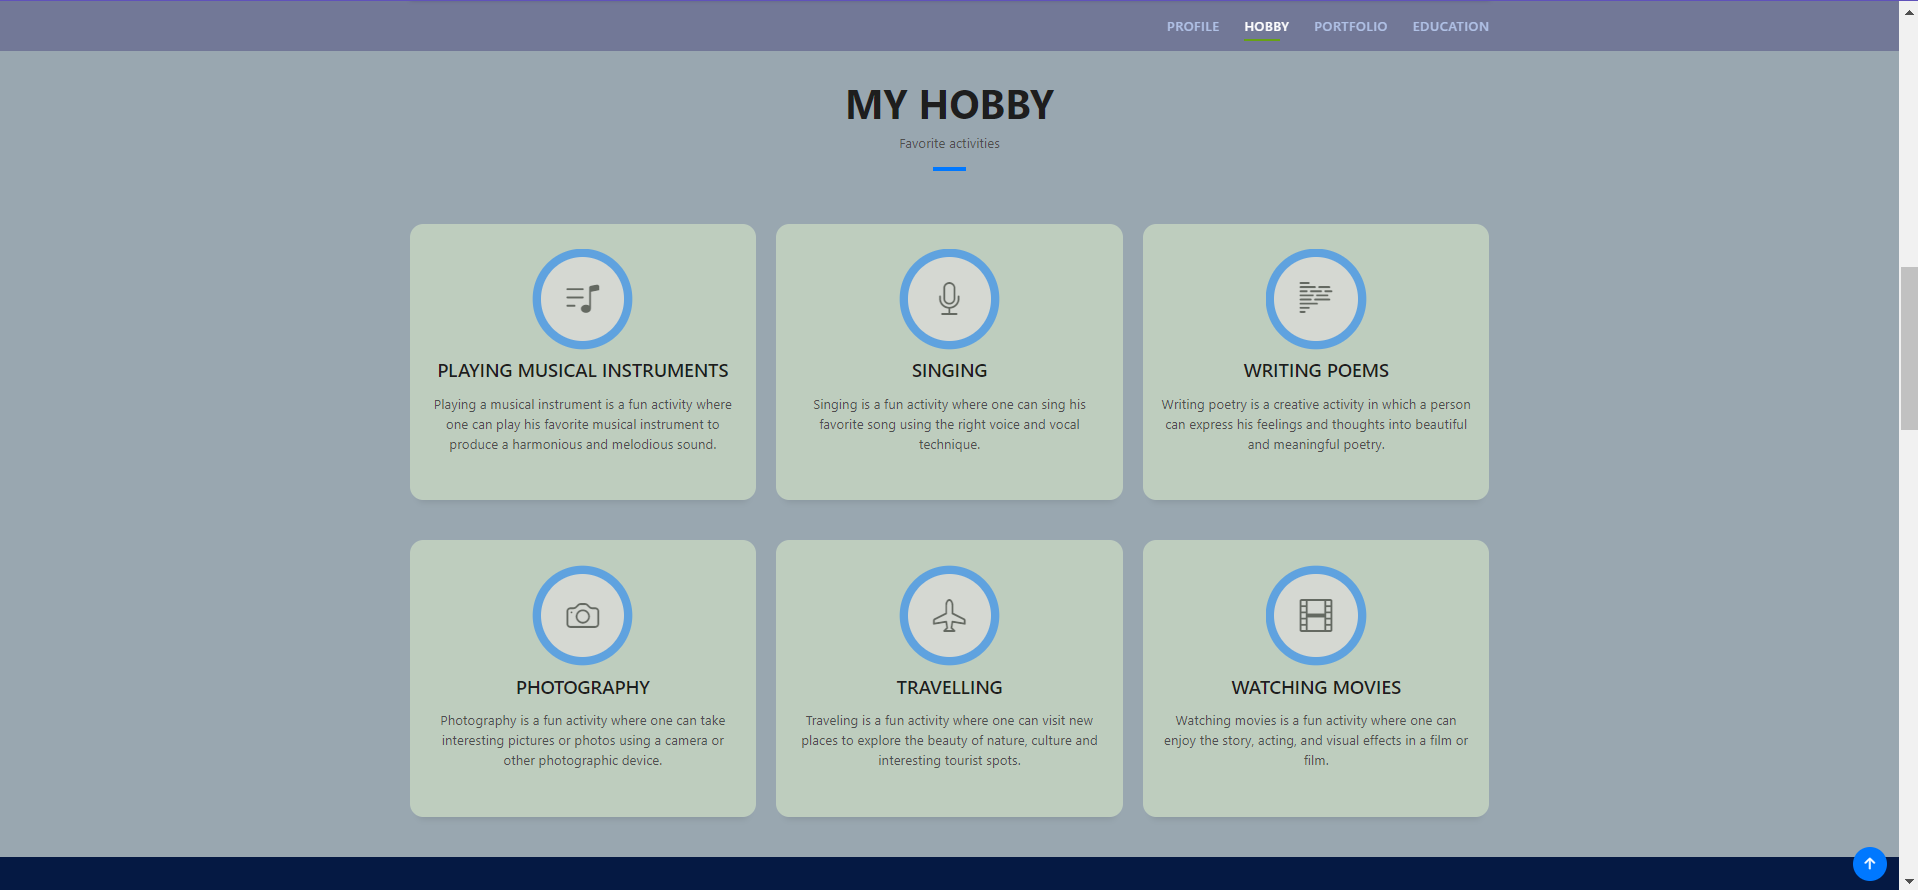 PROFILE HOBBY PORTFOLIO EDUCATION
MY HOBBY
Favorite activities
PLAYING MUSICAL INSTRUMENTS
Playing a musical instrument is a fun activity where
one can play his favorite musical instrument to
produce a harmonious and melodious sound.
SINGING
Singing is a fun activity where one can sing his
favorite song using the right voice and vocal
technique.
WRITING POEMS
Writing poetry is a creative activity in which a person
can express his feelings and thoughts into beautiful
and meaningful poetry.
PHOTOGRAPHY
Photography is a fun activity where one can take
interesting pictures or photos using a camera or
other photographic device.
TRAVELLING
Traveling is a fun activity where one can visit new
places to explore the beauty of nature, culture and
interesting tourist spots.
WATCHING MOVIES
Watching movies is a fun activity where one can
enjoy the story, acting, and visual effects in a film or
film.